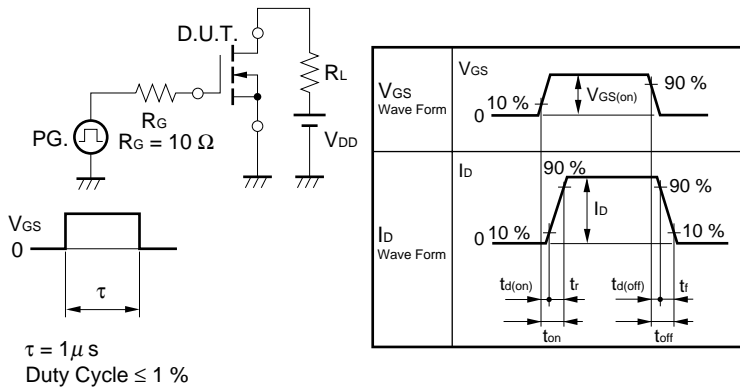 D.U.T.
RL
RG
RG = 10 Ω
PG.
VDD
VGS
0
τ
τ = 1μ s
Duty Cycle ≤ 1 %
VGS
Wave Form
VGS
10 %
0
VGS(on)
90 %
ID
Wave Form
ID
90 %
0
10 %
ID
90 %
10 %
td(on)
tr
td(off)
tf
ton
toff